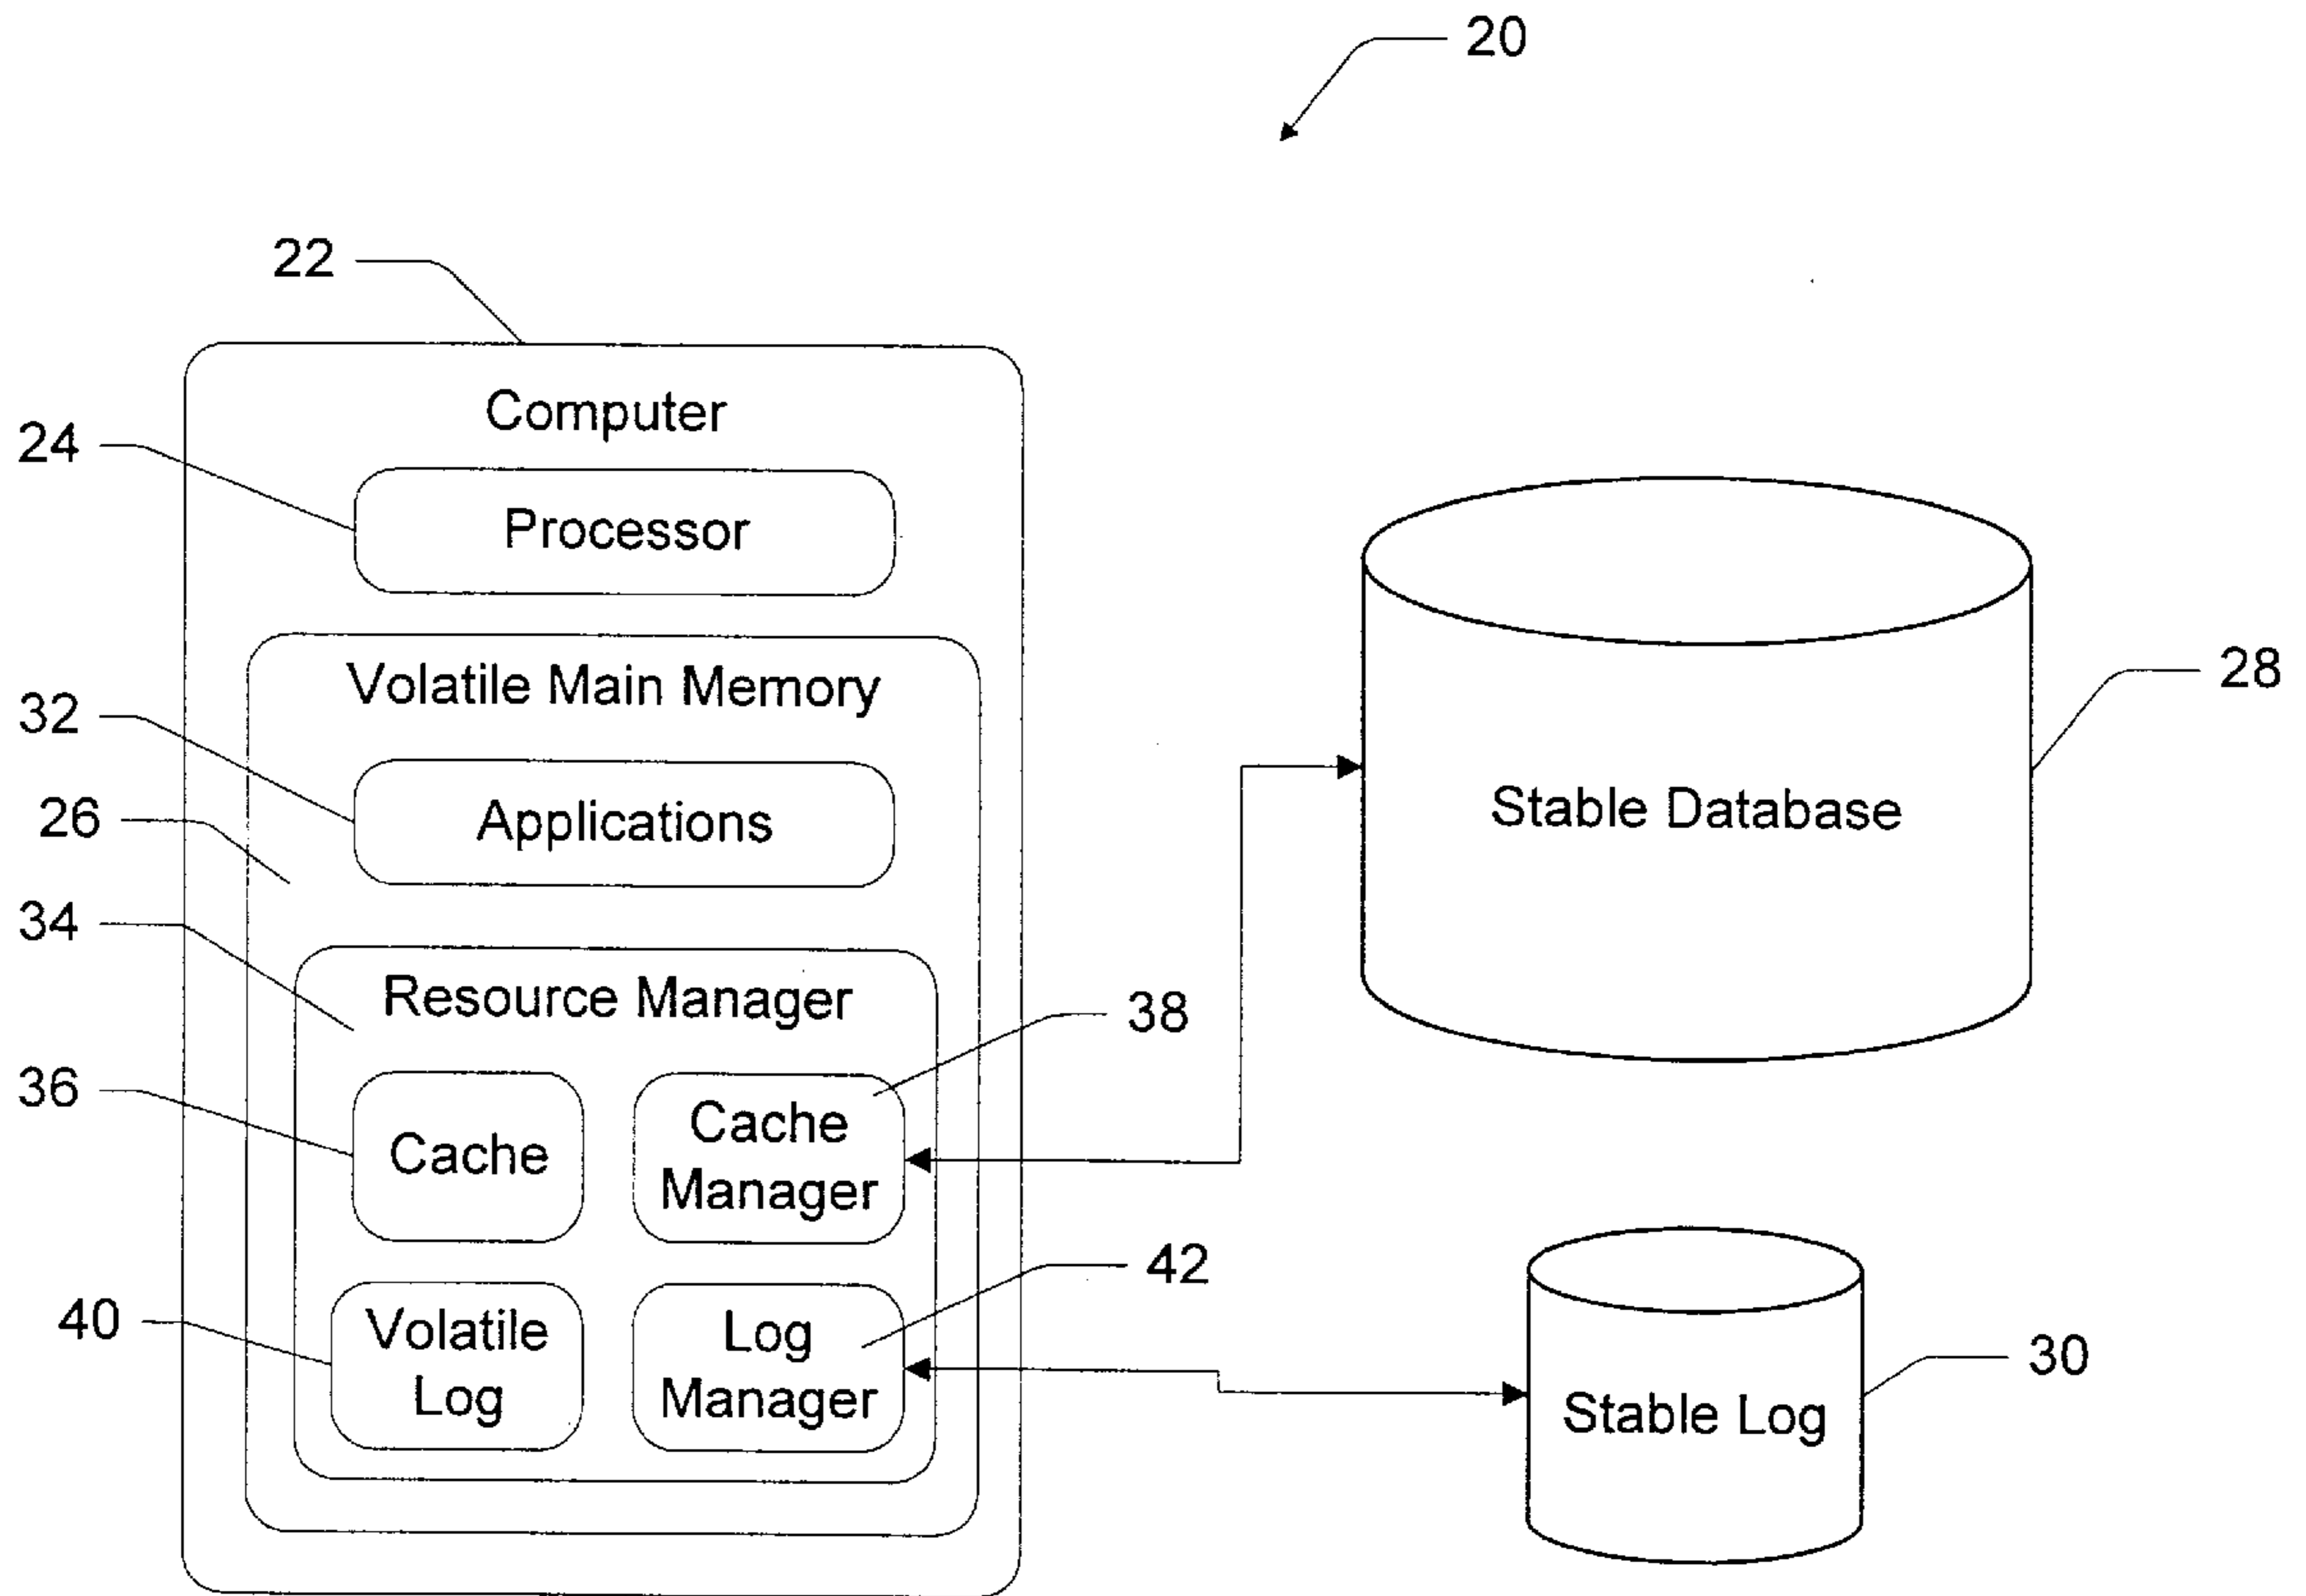 20
22
Computer
24
Processor
Volatile Main Memory
28
32
Applications
26
Stable Database
34
Resource Manager
38
36
Cache
Cache
Manager
42
40
Volatile
Log
Log
Manager
30
Stable Log